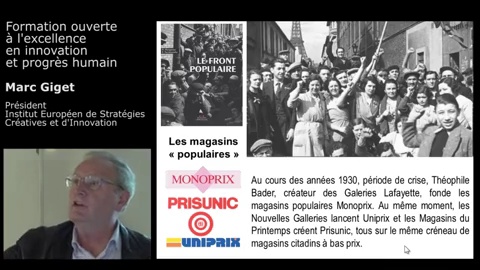 Formation ouverte
à l'excellence
en innovation
et progrès humain
Marc Giget
Président
Institut Européen de Stratégies
Créatives et d'Innovation
LE FRONT
POPULAIRE
Les magasins
« populaires »
MONOPRIX
PRISUNIC
UNIPRIX
Au cours des années 1930, période de crise, Théophile
Bader, créateur des Galeries Lafayette, fonde les
magasins populaires Monoprix. Au même moment, les
Nouvelles Galleries lancent Uniprix et les Magasins du
Printemps créent Prisunic, tous sur le même créneau de
magasins citadins à bas prix.